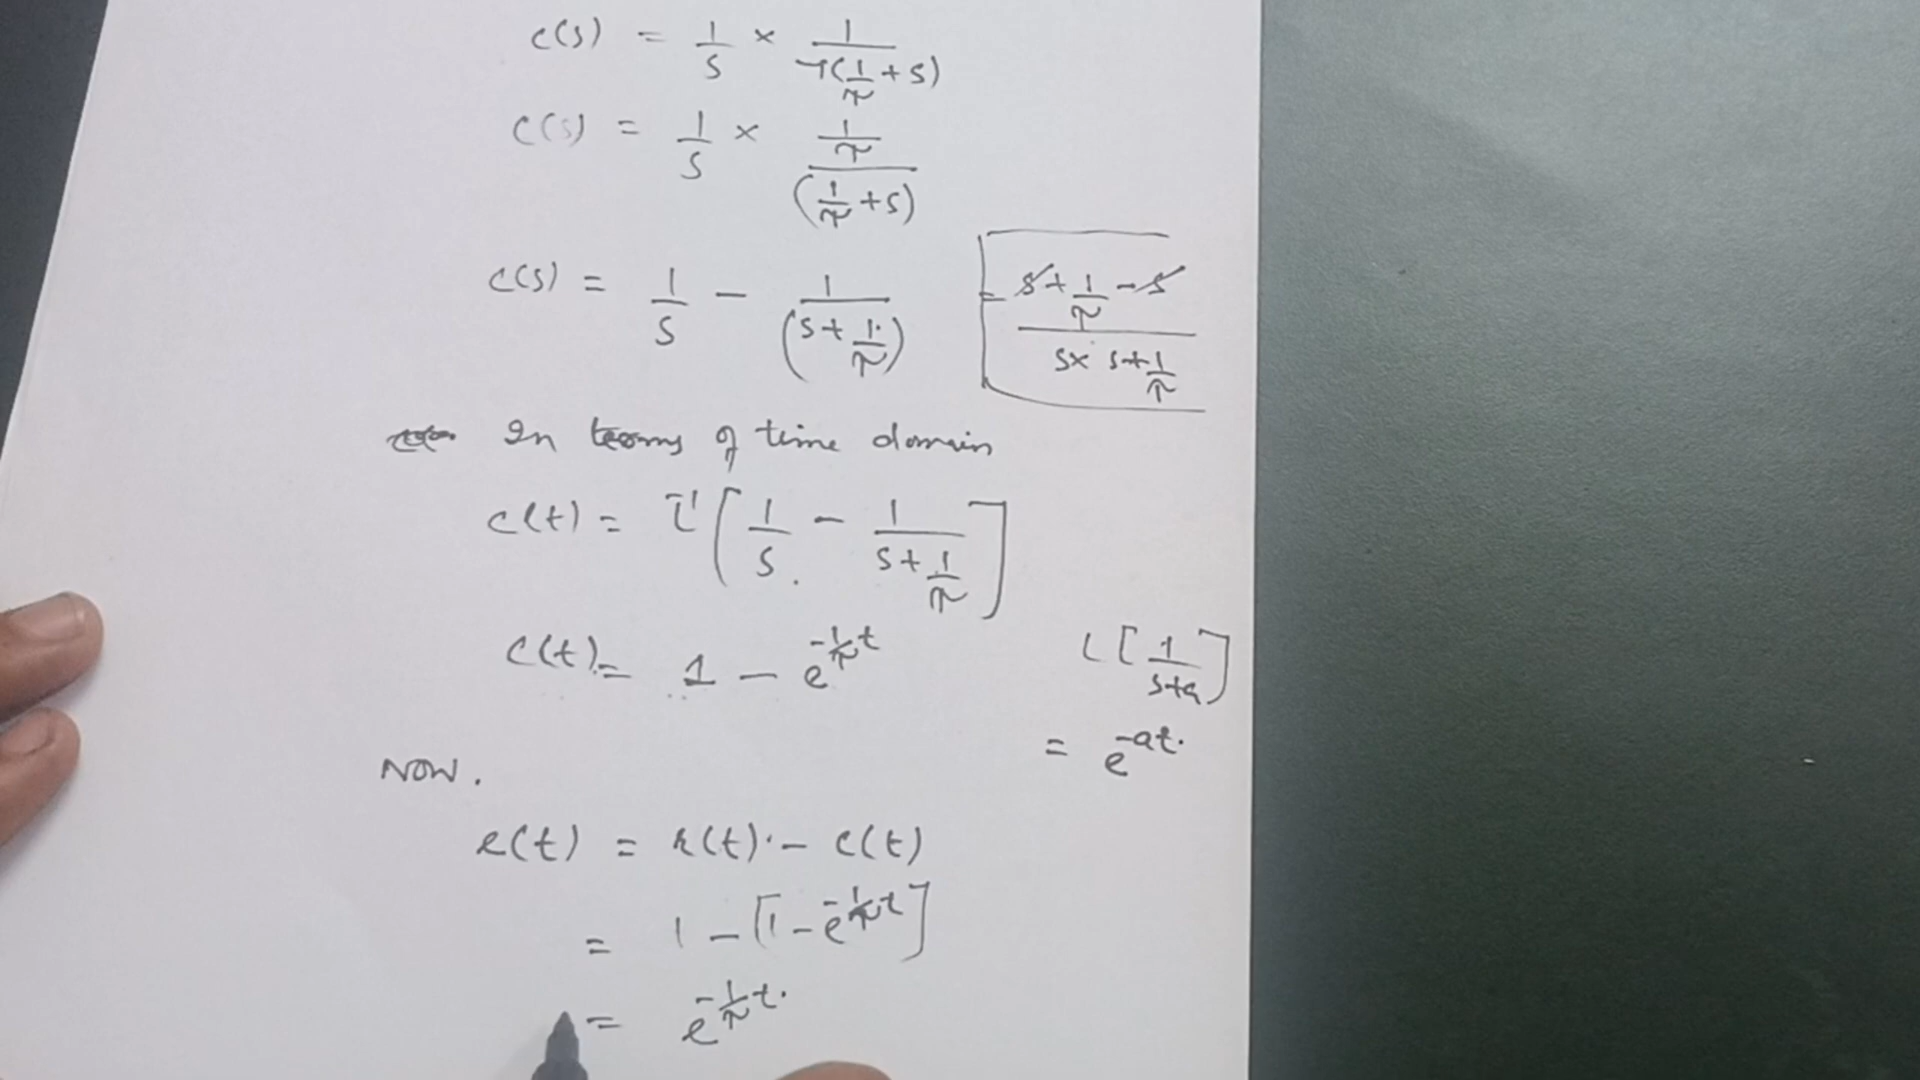 C(s) = 1/s × 1/τ(1/τ + s)
C(s) = 1/s × (1/τ)/(1/τ + s)
C(s) = 1/s - 1/(s + 1/τ)
= (s + 1/τ - s)/(s × s + 1/τ)
In terms of time domain
c(t) = L⁻¹[1/s - 1/(s + 1/τ)]
c(t) = 1 - e^(-1/τ t)
L[1/(s+a)]
= e^(-at).
NOW.
e(t) = r(t) - c(t)
= 1 - [1 - e^(-1/τ t)]
= e^(-1/τ t).